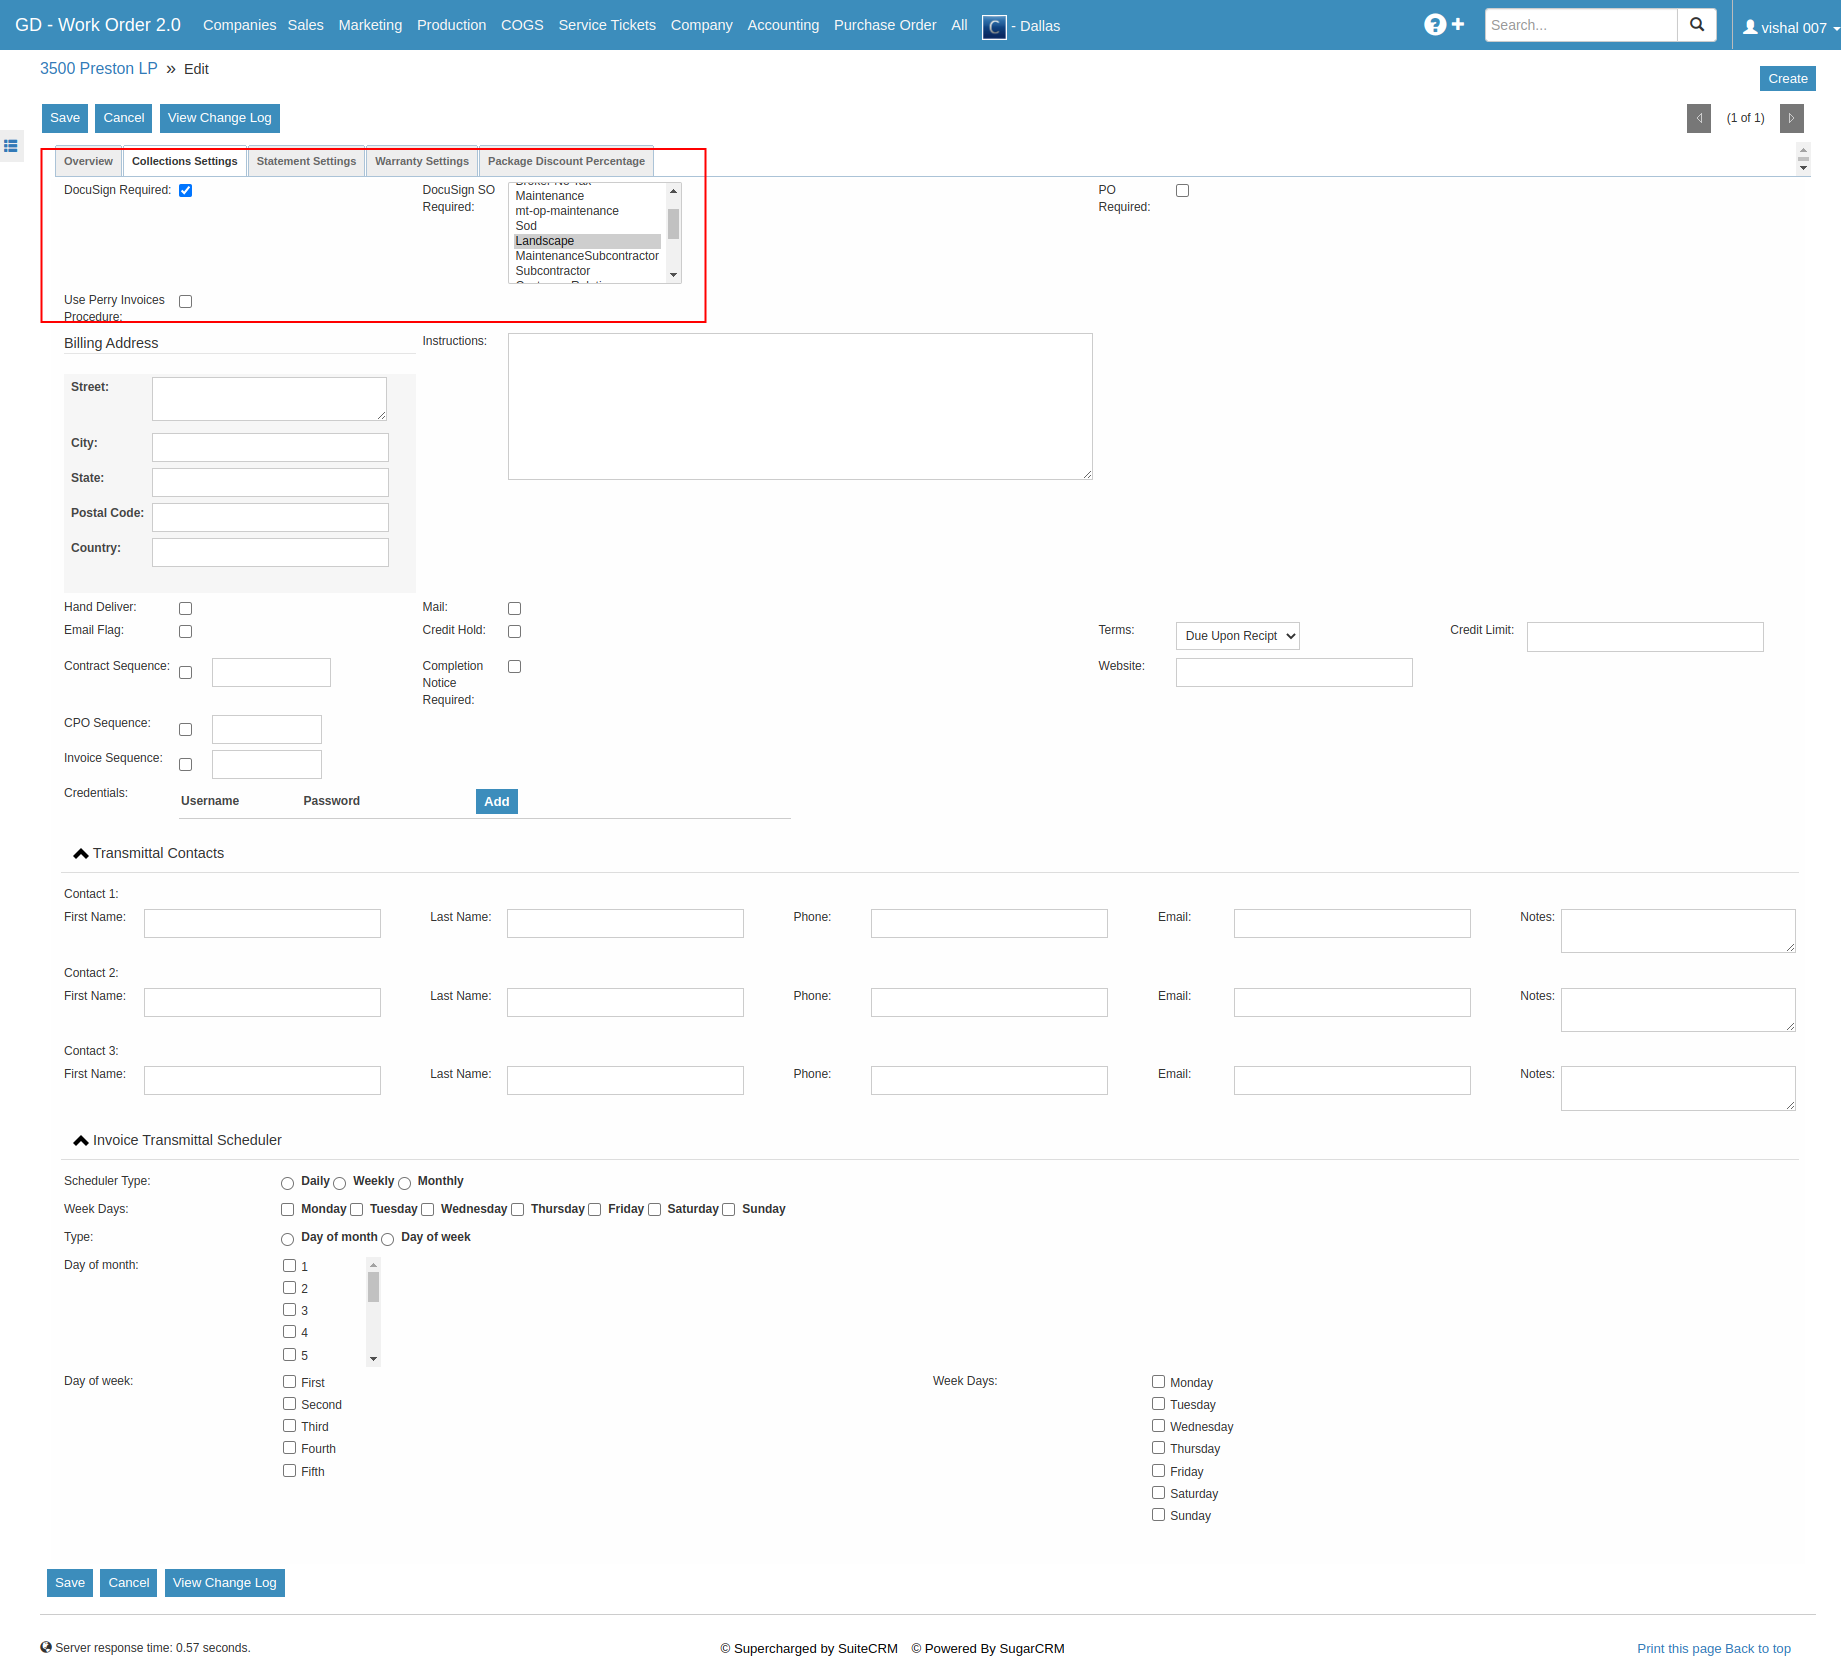 GD - Work Order 2.0 Companies Sales Marketing Production COGS Service Tickets Company Accounting Purchase Order All C - Dallas Search... vishal 007
3500 Preston LP » Edit
Create
Save Cancel View Change Log (1 of 1)
Overview Collections Settings Statement Settings Warranty Settings Package Discount Percentage
DocuSign Required: DocuSign SO Required: PO Required:
Broker No Tax
Maintenance
mt-op-maintenance
Sod
Landscape
MaintenanceSubcontractor
Subcontractor
Use Perry Invoices Procedure:
Billing Address Instructions:
Street:
City:
State:
Postal Code:
Country:
Hand Deliver: Mail:
Email Flag: Credit Hold: Terms: Due Upon Recipt Credit Limit:
Contract Sequence: Completion Notice Required: Website:
CPO Sequence:
Invoice Sequence:
Credentials: Username Password Add
Transmittal Contacts
Contact 1:
First Name: Last Name: Phone: Email: Notes:
Contact 2:
First Name: Last Name: Phone: Email: Notes:
Contact 3:
First Name: Last Name: Phone: Email: Notes:
Invoice Transmittal Scheduler
Scheduler Type: Daily Weekly Monthly
Week Days: Monday Tuesday Wednesday Thursday Friday Saturday Sunday
Type: Day of month Day of week
Day of month: 1
2
3
4
5
Day of week: First Week Days: Monday
Second Tuesday
Third Wednesday
Fourth Thursday
Fifth Friday
Saturday
Sunday
Save Cancel View Change Log
Server response time: 0.57 seconds. © Supercharged by SuiteCRM © Powered By SugarCRM Print this page Back to top